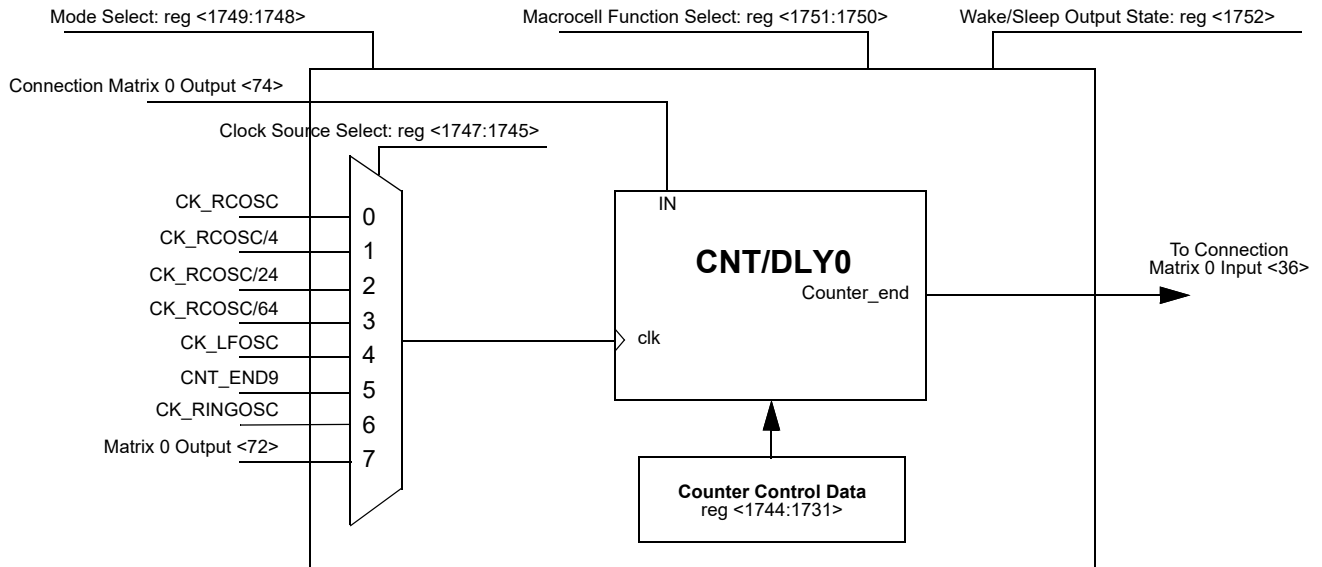 Mode Select: reg <1749:1748>
Macrocell Function Select: reg <1751:1750>
Wake/Sleep Output State: reg <1752>
Connection Matrix 0 Output <74>
Clock Source Select: reg <1747:1745>
CK_RCOSC
0
CK_RCOSC/4
1
CK_RCOSC/24
2
CK_RCOSC/64
3
CK_LFOSC
4
CNT_END9
5
CK_RINGOSC
6
Matrix 0 Output <72>
7
IN
CNT/DLY0
Counter_end
clk
To Connection
Matrix 0 Input <36>
Counter Control Data
reg <1744:1731>